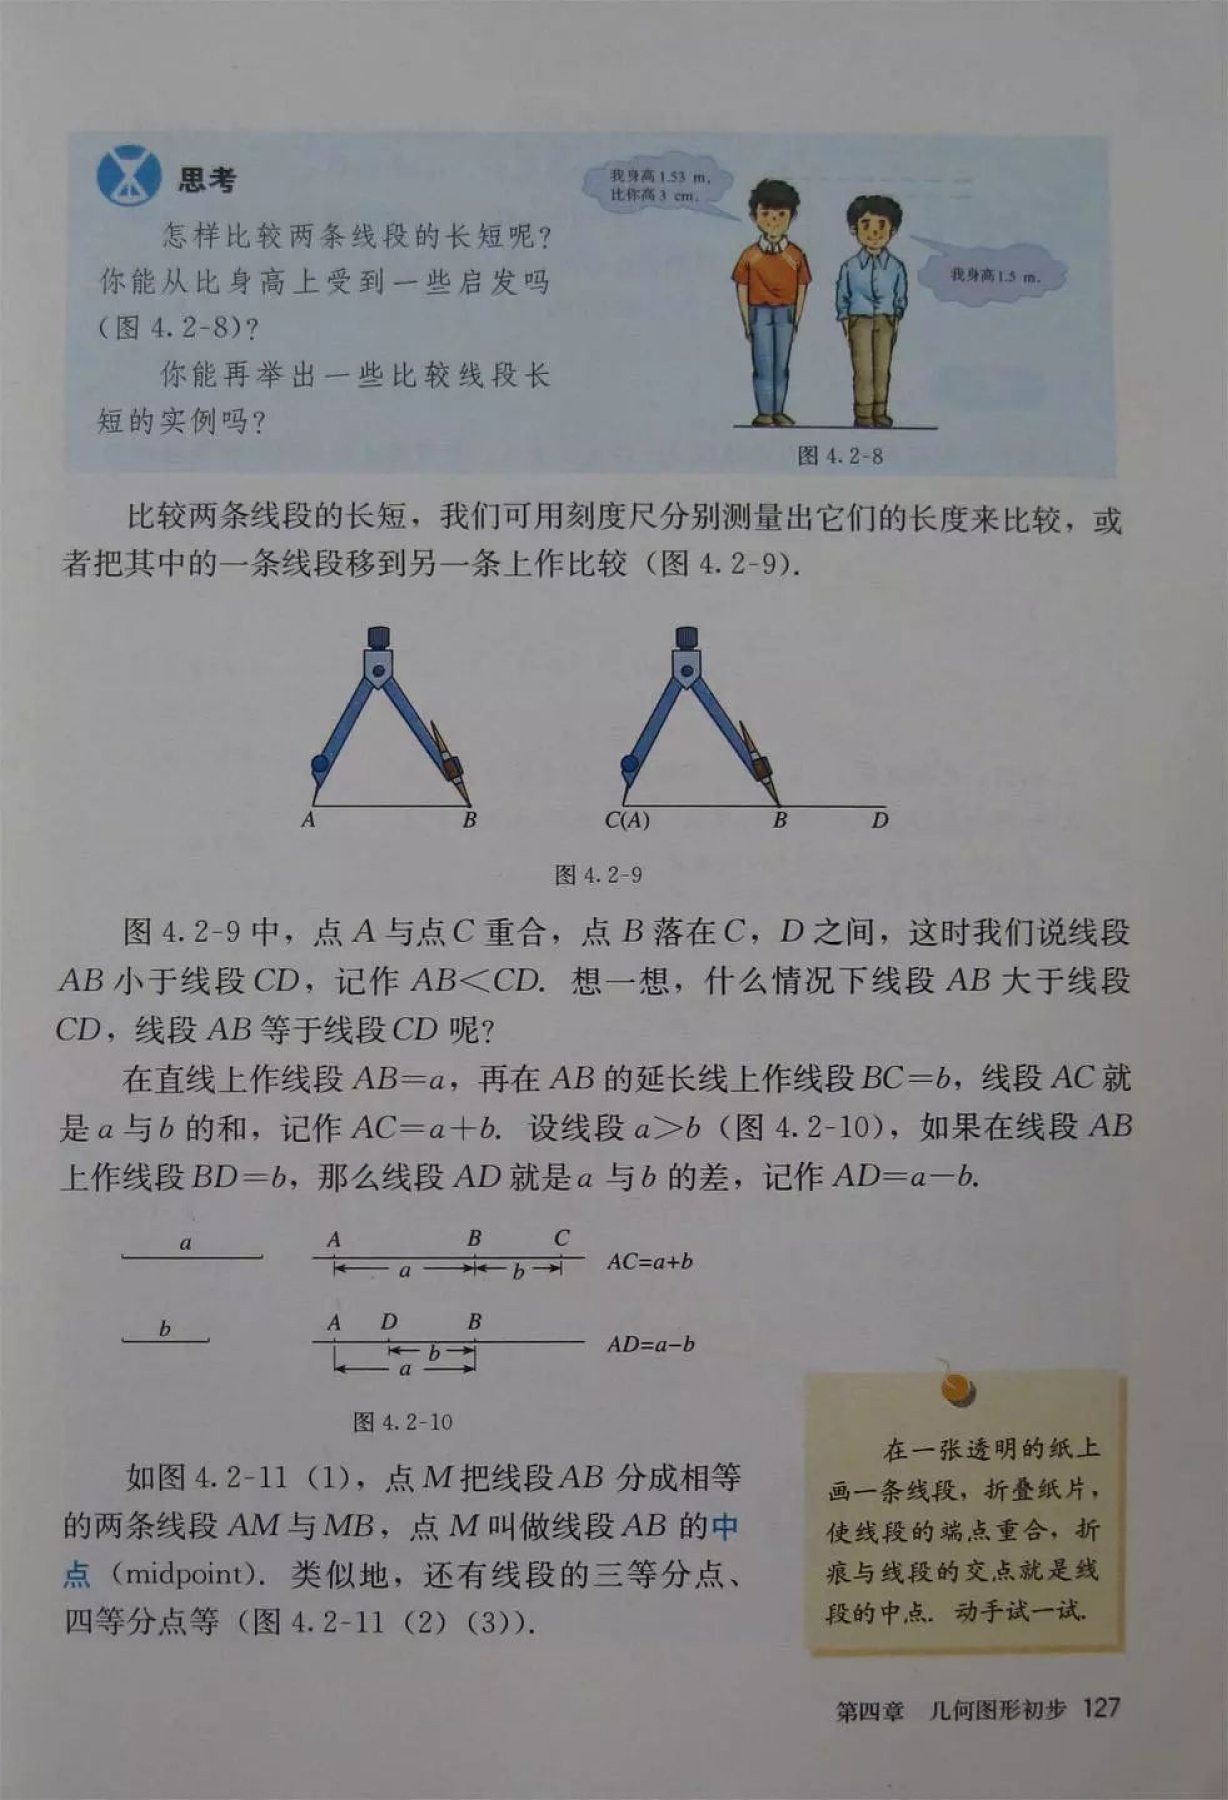 思考
怎样比较两条线段的长短呢？
你能从比身高上受到一些启发吗
（图 4.2-8）？
你能再举出一些比较线段长
短的实例吗？
我身高1.53 m，
比你高3 cm.
我身高1.5 m.
图 4.2-8
比较两条线段的长短，我们可用刻度尺分别测量出它们的长度来比较，或
者把其中的一条线段移到另一条上作比较（图 4.2-9）.
A B C(A) B D
图 4.2-9
图 4.2-9 中，点 A 与点 C 重合，点 B 落在 C，D 之间，这时我们说线段
AB 小于线段 CD，记作 AB＜CD. 想一想，什么情况下线段 AB 大于线段
CD，线段 AB 等于线段 CD 呢？
在直线上作线段 AB＝a，再在 AB 的延长线上作线段 BC＝b，线段 AC 就
是 a 与 b 的和，记作 AC＝a＋b. 设线段 a＞b（图 4.2-10），如果在线段 AB
上作线段 BD＝b，那么线段 AD 就是 a 与 b 的差，记作 AD＝a－b.
a A B C
a b AC=a+b
b A D B
b AD=a-b
a
图 4.2-10
如图 4.2-11（1），点 M 把线段 AB 分成相等
的两条线段 AM 与 MB，点 M 叫做线段 AB 的中
点（midpoint）. 类似地，还有线段的三等分点、
四等分点等（图 4.2-11（2）（3））.
在一张透明的纸上
画一条线段，折叠纸片，
使线段的端点重合，折
痕与线段的交点就是线
段的中点. 动手试一试.
第四章 几何图形初步 127